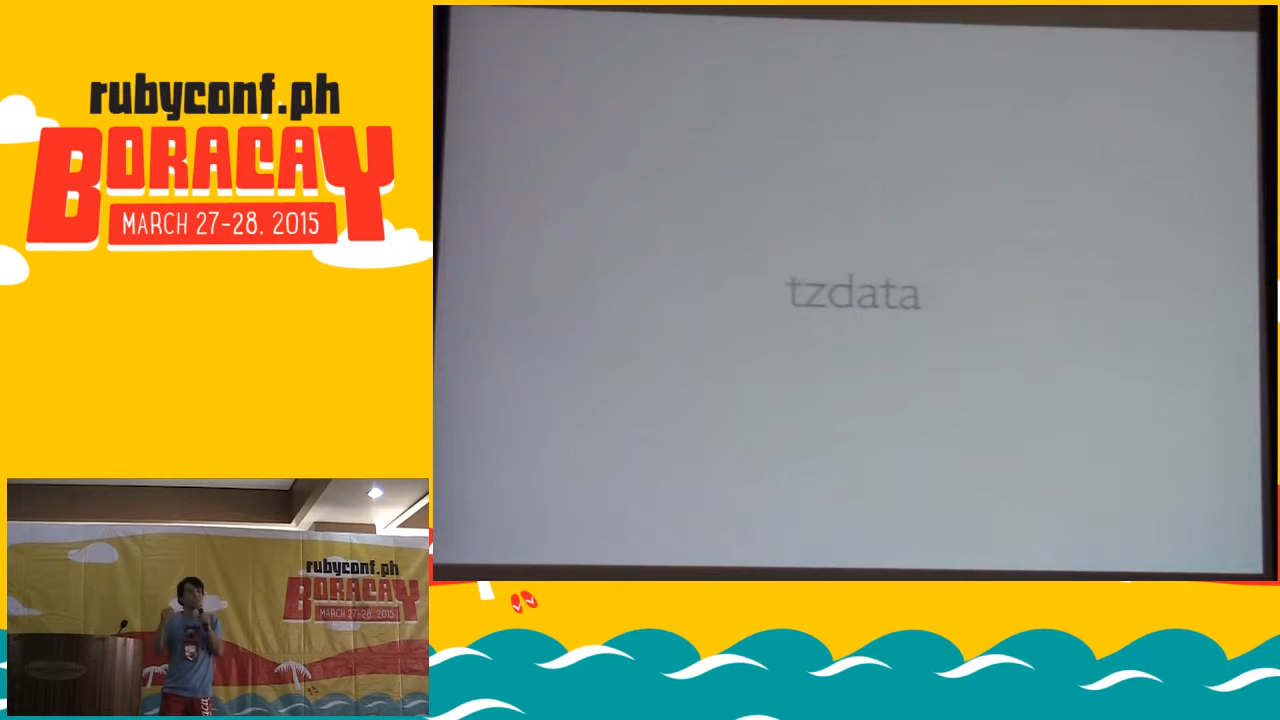 rubyconf.ph
BORACAY
MARCH 27-28. 2015
tzdata
rubyconf.ph
BORACAY
MARCH 27-28. 2015